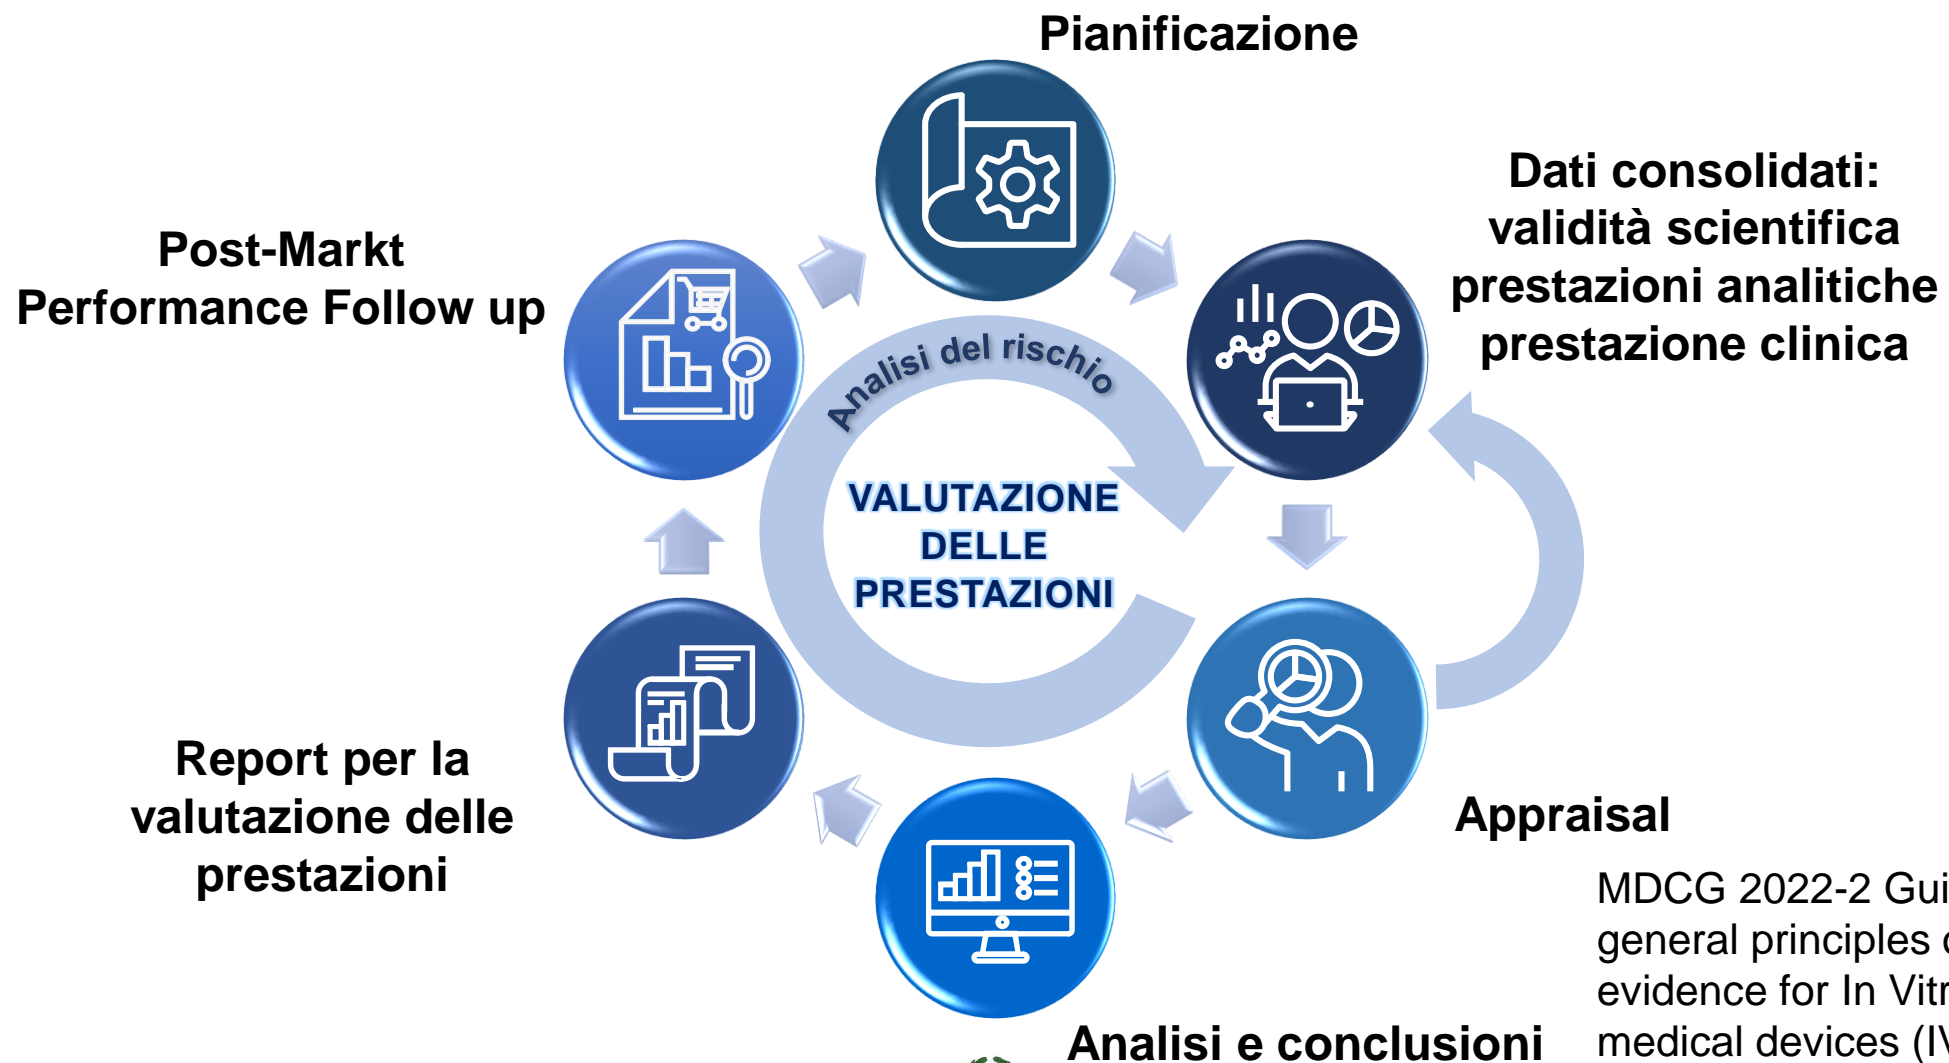 Pianificazione
Dati consolidati:
validità scientifica
prestazioni analitiche
prestazione clinica
Post-Markt
Performance Follow up
Analisi del rischio
VALUTAZIONE
DELLE
PRESTAZIONI
Report per la
valutazione delle
prestazioni
Appraisal
MDCG 2022-2
general principles
evidence for In
medical devices
Analisi e conclusioni